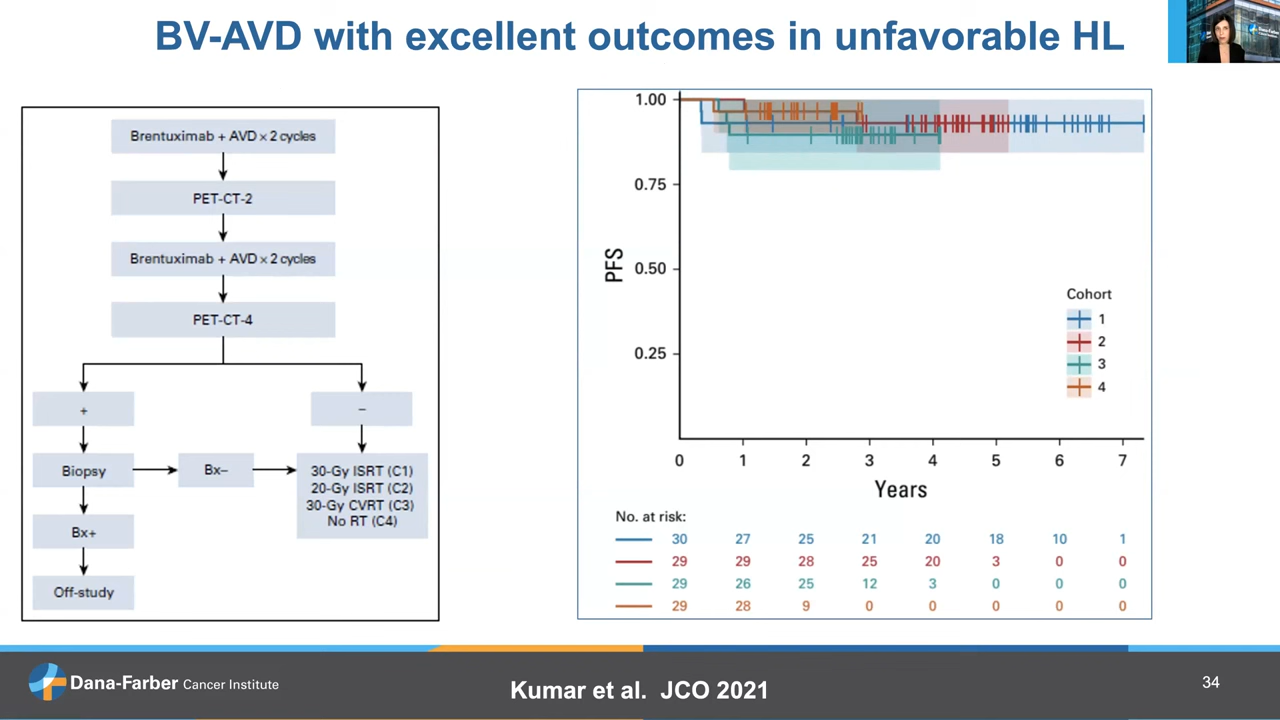 BV-AVD with excellent outcomes in unfavorable HL
Brentuximab + AVD × 2 cycles
PET-CT-2
Brentuximab + AVD × 2 cycles
PET-CT-4
+
–
Biopsy
Bx–
30-Gy ISRT (C1)
20-Gy ISRT (C2)
30-Gy CVRT (C3)
No RT (C4)
Bx+
Off-study
1.00
0.75
0.50
0.25
PFS
Cohort
1
2
3
4
0 1 2 3 4 5 6 7
Years
No. at risk:
30 27 25 21 20 18 10 1
29 29 28 25 20 3 0 0
29 26 25 12 3 0 0 0
29 28 9 0 0 0 0 0
Dana-Farber Cancer Institute
Kumar et al. JCO 2021
34